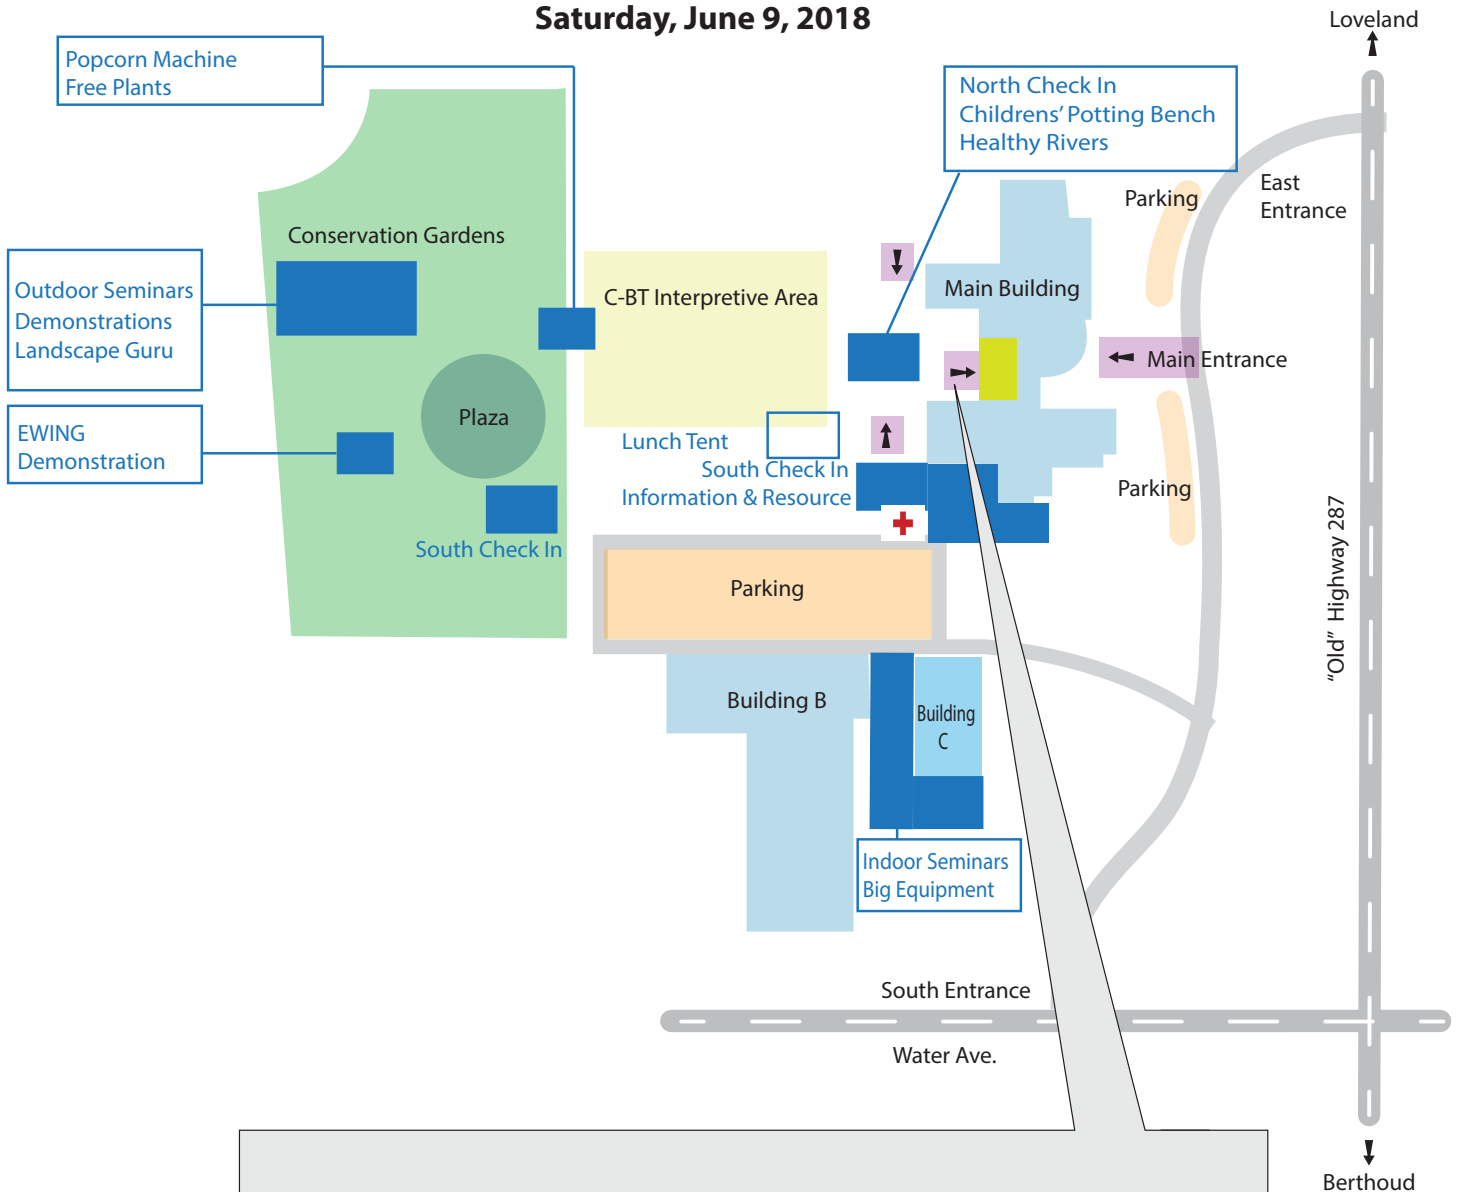 Saturday, June 9, 2018
Loveland
Popcorn Machine
Free Plants
North Check In
Childrens’ Potting Bench
Healthy Rivers
Parking
East
Entrance
Conservation Gardens
Outdoor Seminars
Demonstrations
Landscape Guru
C-BT Interpretive Area
Main Building
Main Entrance
Plaza
EWING
Demonstration
Lunch Tent
South Check In
Information & Resource
Parking
"Old" Highway 287
South Check In
Parking
Building B
Building
C
Indoor Seminars
Big Equipment
South Entrance
Water Ave.
Berthoud